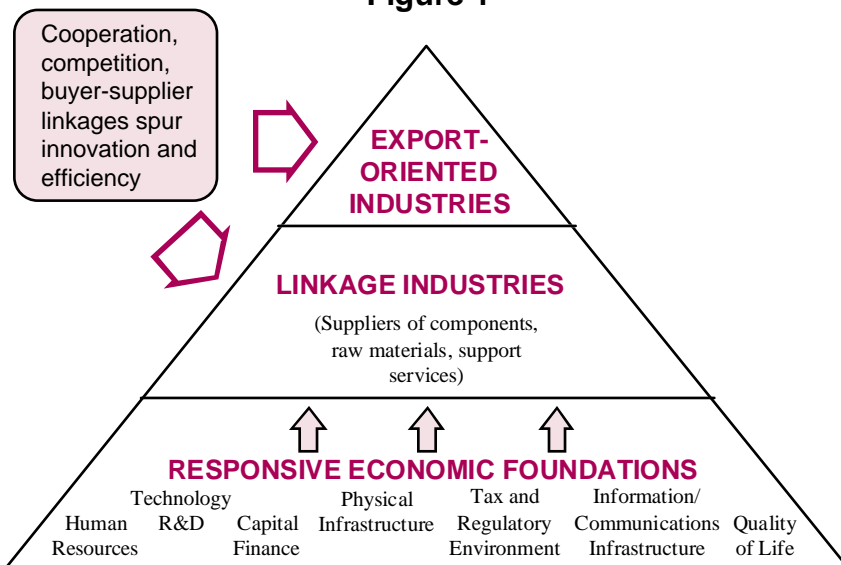 Figure 1
Cooperation,
competition,
buyer-supplier
linkages spur
innovation and
efficiency
EXPORT-
ORIENTED
INDUSTRIES
LINKAGE INDUSTRIES
(Suppliers of components,
raw materials, support
services)
RESPONSIVE ECONOMIC FOUNDATIONS
Human
Resources
Technology
R&D
Capital
Finance
Physical
Infrastructure
Tax and
Regulatory
Environment
Information/
Communications
Infrastructure
Quality
of Life